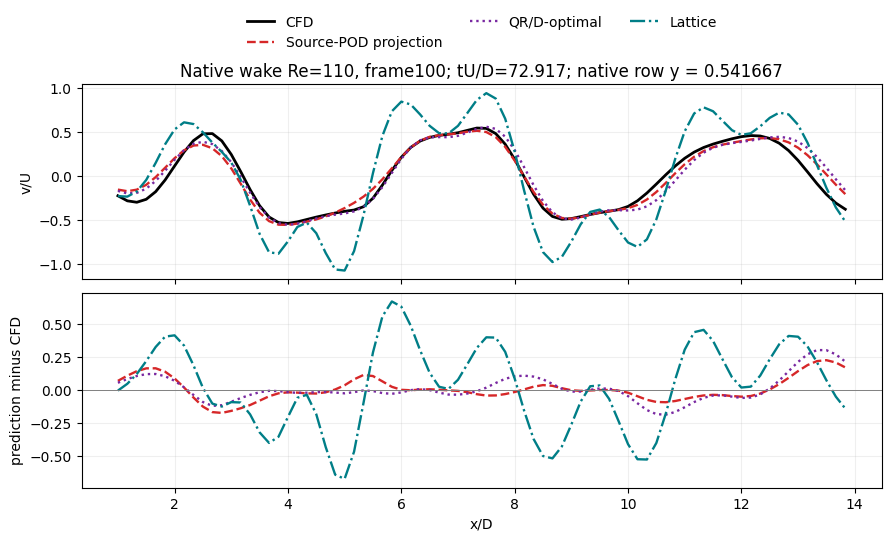 CFD
Source-POD projection
QR/D-optimal
Lattice
Native wake Re=110, frame100; tU/D=72.917; native row y = 0.541667
1.0
0.5
0.0
−0.5
−1.0
v/U
0.50
0.25
0.00
−0.25
−0.50
prediction minus CFD
2 4 6 8 10 12 14
x/D